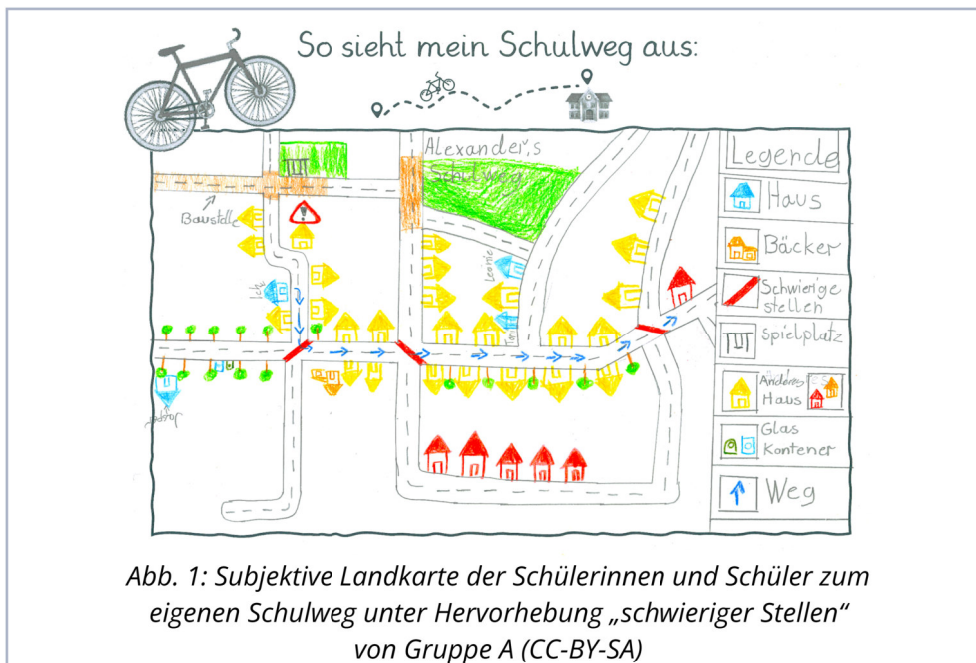 So sieht mein Schulweg aus:
Alexander,s
Schulweg
Baustelle
Ich
Leonie
Jasper
Legende
Haus
Bäcker
Schwierige
stellen
spielplatz
Anderes
Haus
Glas
Kontener
Weg
Abb. 1: Subjektive Landkarte der Schülerinnen und Schüler zum
eigenen Schulweg unter Hervorhebung „schwieriger Stellen“
von Gruppe A (CC-BY-SA)